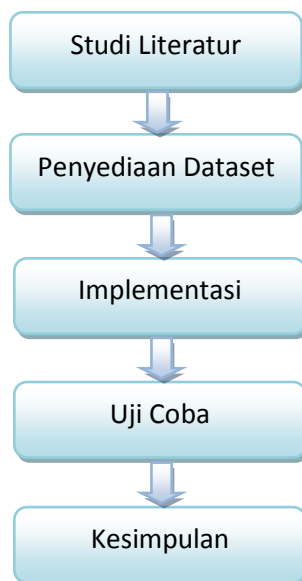 Studi Literatur
Penyediaan Dataset
Implementasi
Uji Coba
Kesimpulan